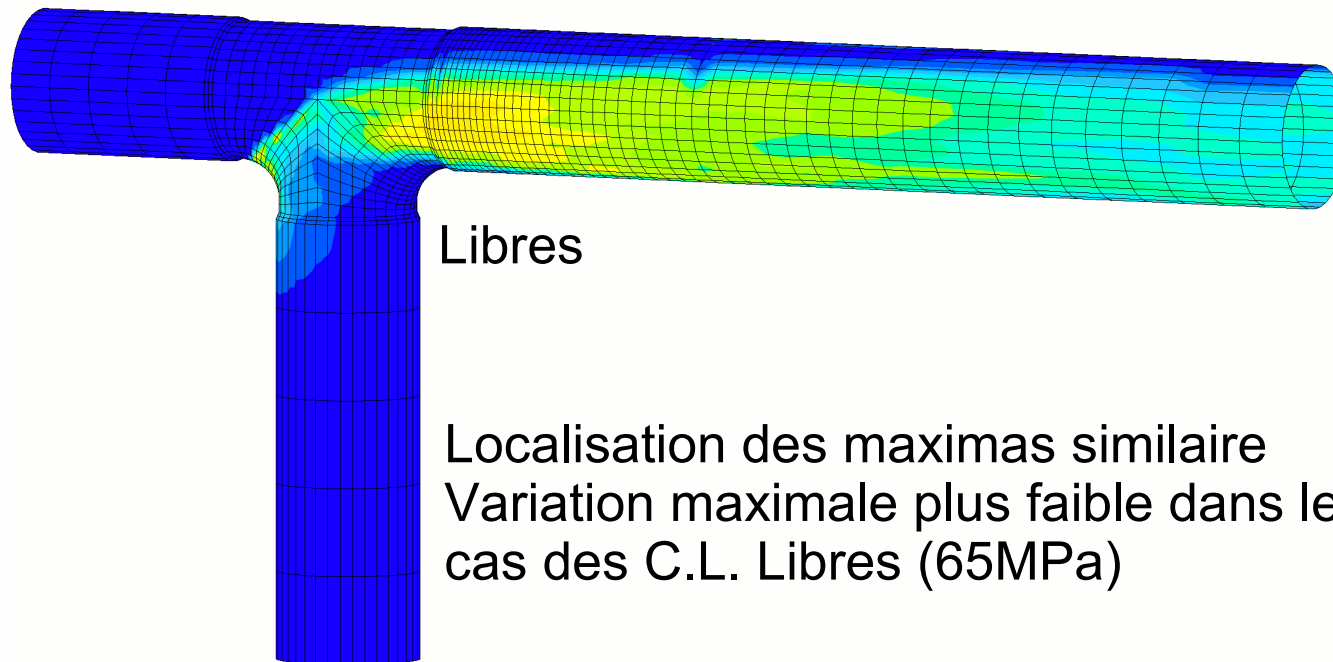 Libres
Localisation des maximas similaire
Variation maximale plus faible dans le
cas des C.L. Libres (65MPa)